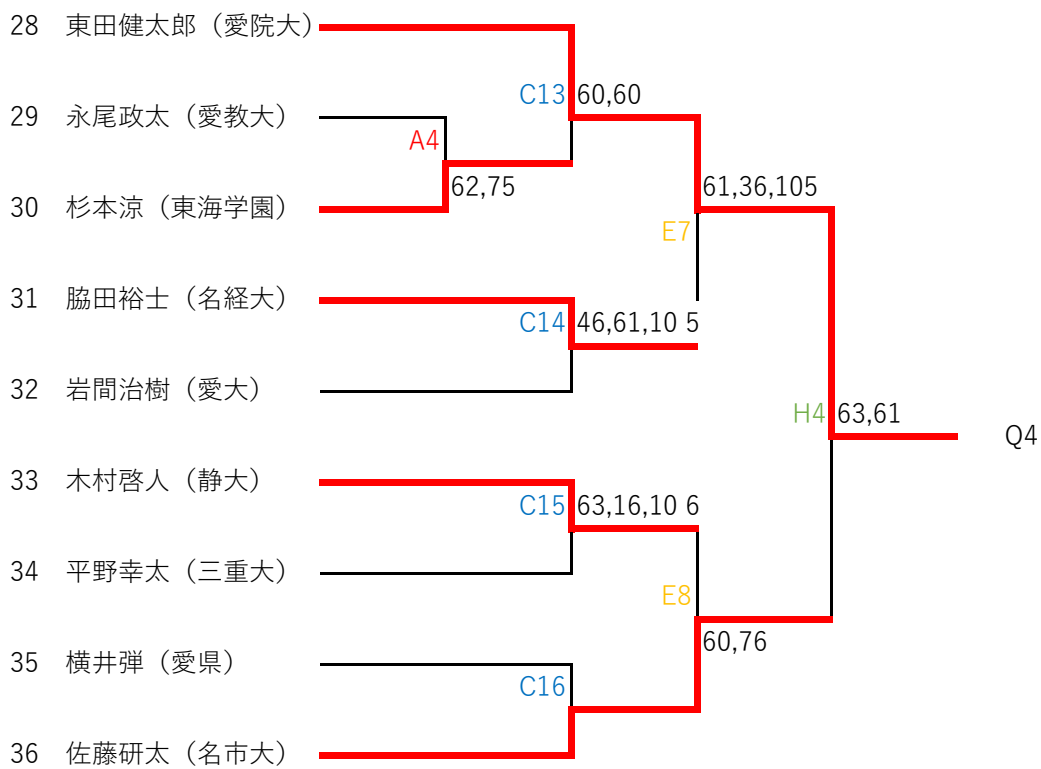 28 東田健太郎（愛院大）
C13 60,60
29 永尾政太（愛教大）
A4
62,75
61,36,105
30 杉本涼（東海学園）
E7
31 脇田裕士（名経大）
C14 46,61,10 5
32 岩間治樹（愛大）
H4 63,61
Q4
33 木村啓人（静大）
C15 63,16,10 6
34 平野幸太（三重大）
E8
60,76
35 横井弾（愛県）
C16
36 佐藤研太（名市大）